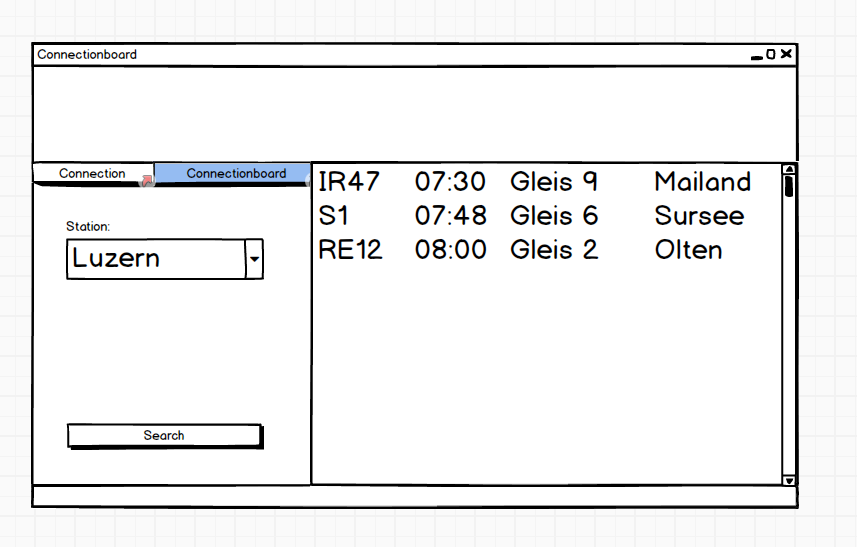 Connectionboard
Connection Connectionboard
Station:
Luzern
Search
IR47 07:30 Gleis 9 Mailand
S1 07:48 Gleis 6 Sursee
RE12 08:00 Gleis 2 Olten